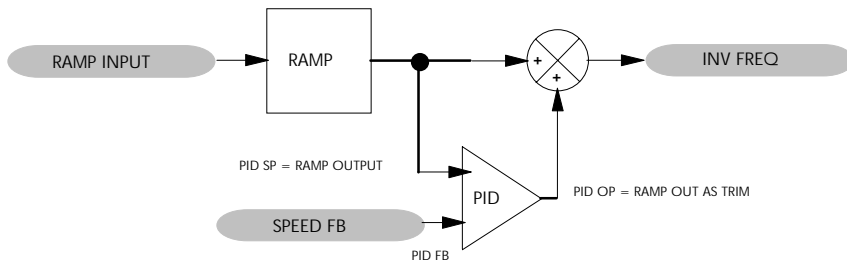 RAMP INPUT
RAMP
+
+
INV FREQ
PID SP = RAMP OUTPUT
PID
PID OP = RAMP OUT AS TRIM
SPEED FB
PID FB